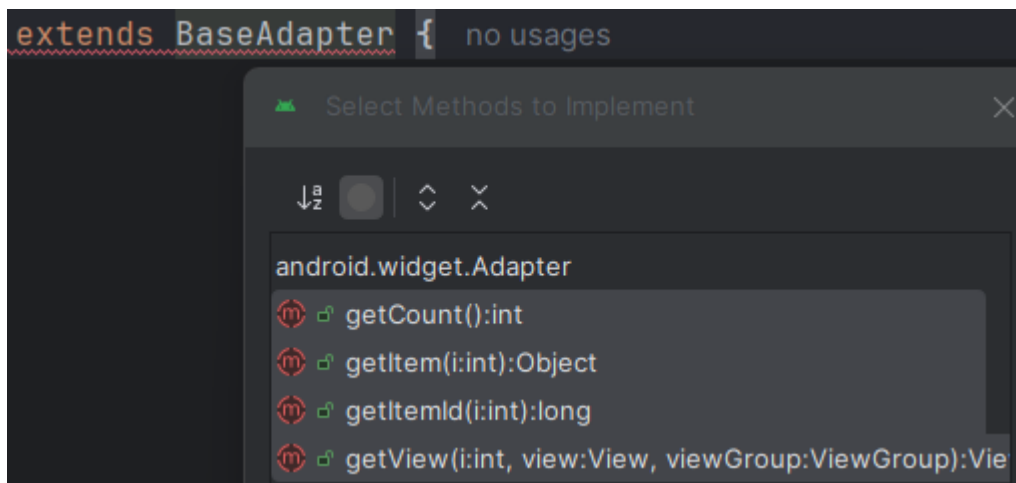 extends BaseAdapter { no usages
Select Methods to Implement
android.widget.Adapter
getCount():int
getItem(i:int):Object
getItemId(i:int):long
getView(i:int, view:View, viewGroup:ViewGroup):Vie